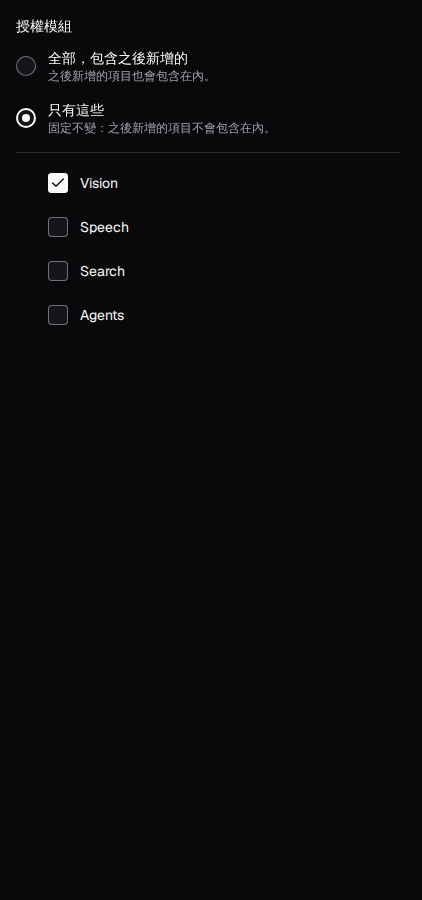 授權模組
全部，包含之後新增的
之後新增的項目也會包含在內。
只有這些
固定不變：之後新增的項目不會包含在內。
Vision
Speech
Search
Agents